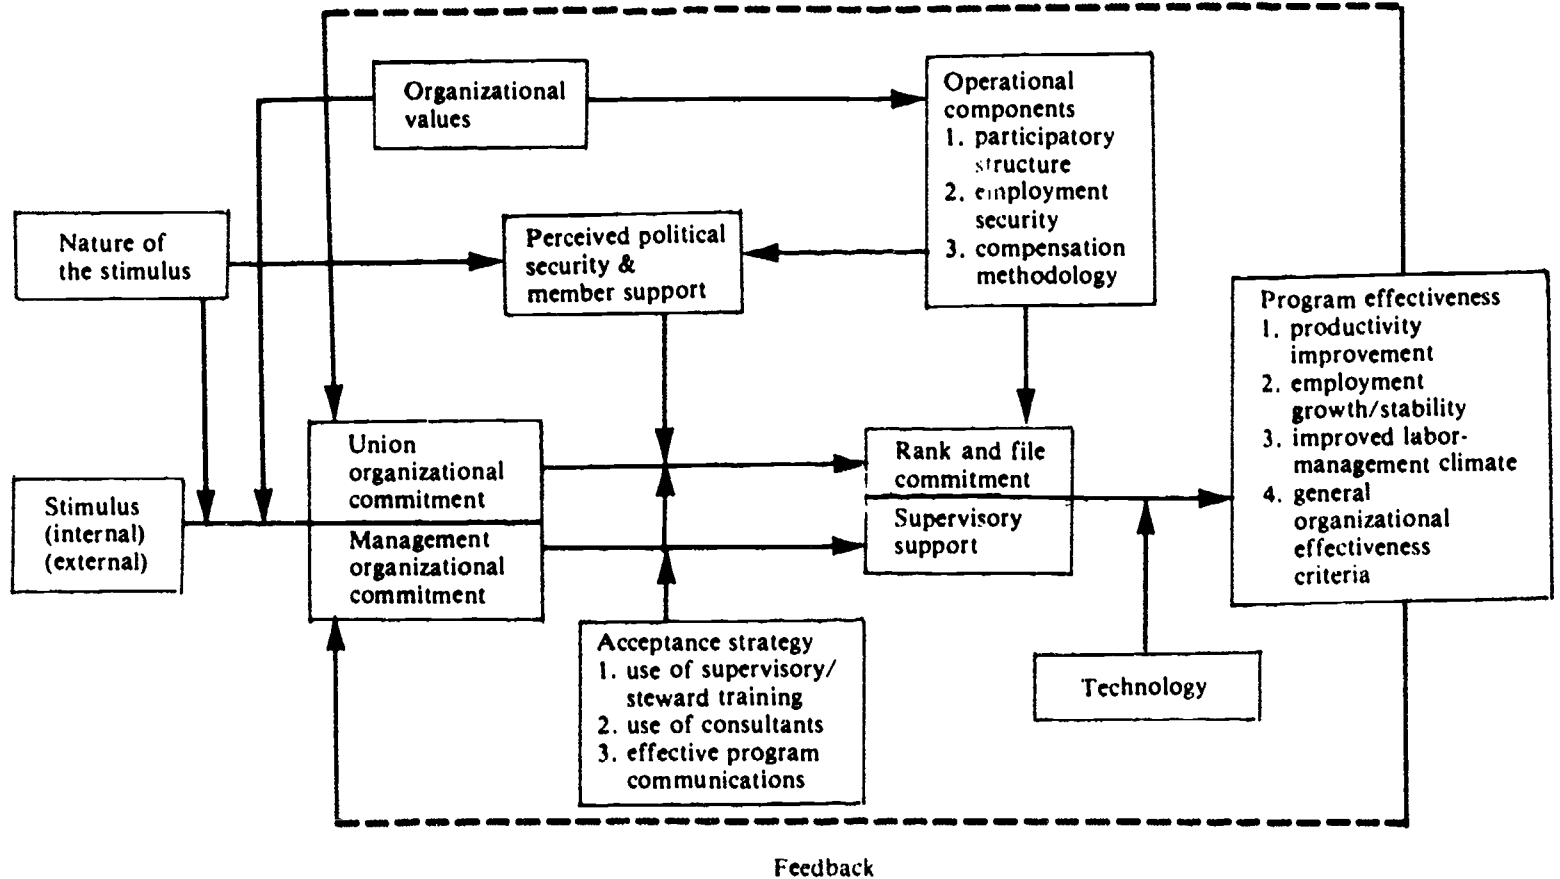 Organizational
values
Operational
components
1. participatory
structure
2. employment
security
3. compensation
methodology
Nature of
the stimulus
Perceived political
security &
member support
Program effectiveness
1. productivity
improvement
2. employment
growth/stability
3. improved labor-
management climate
4. general
organizational
effectiveness
criteria
Stimulus
(internal)
(external)
Union
organizational
commitment
Management
organizational
commitment
Rank and file
commitment
Supervisory
support
Acceptance strategy
1. use of supervisory/
steward training
2. use of consultants
3. effective program
communications
Technology
Feedback